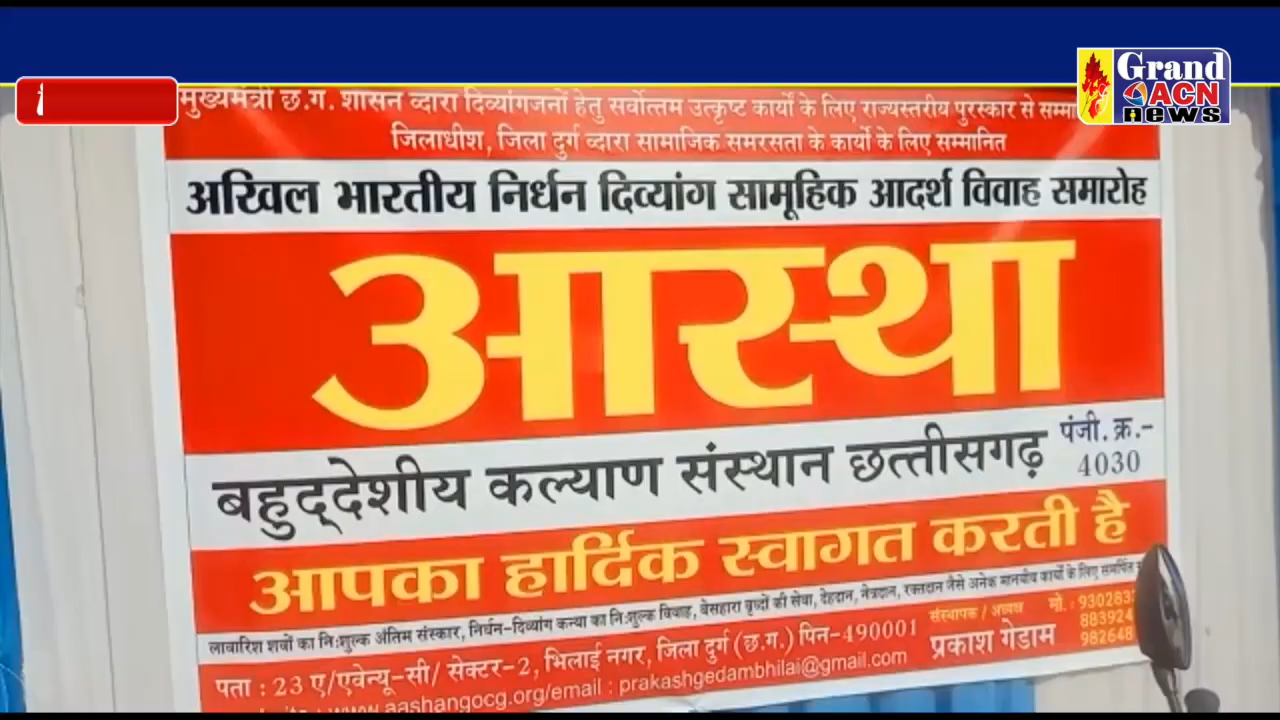 Grand
ACN
news
मुख्यमंत्री छ.ग. शासन व्दारा दिव्यांगजनों हेतु सर्वोत्तम उत्कृष्ट कार्यों के लिए राज्यस्तरीय पुरस्कार से
जिलाधीश, जिला दुर्ग व्दारा सामाजिक समरसता के कार्यों के लिए सम्मानित
अखिल भारतीय निर्धन दिव्यांग सामूहिक आदर्श विवाह समारोह
आस्था
बहुद्देशीय कल्याण संस्थान छत्तीसगढ़
पंजी. क्र.-
4030
आपका हार्दिक स्वागत करती है
लावारिश शवों का नि:शुल्क अंतिम संस्कार, निर्धन-दिव्यांग कन्या का नि:शुल्क विवाह, बेसहारा वृध्दों की सेवा, देहदान, नेत्रदान, रक्तदान जैसे अनेक मानवीय कार्यों के लिए समर्पित
पता : 23 ए/एवेन्यू-सी/ सेक्टर-2, भिलाई नगर, जिला दुर्ग (छ.ग.) पिन-490001
www.aashangocg.org/email : prakashgedambhilai@gmail.com
संस्थापक / अध्यक्ष
प्रकाश गेडाम
मो. : 930283
883924
982648